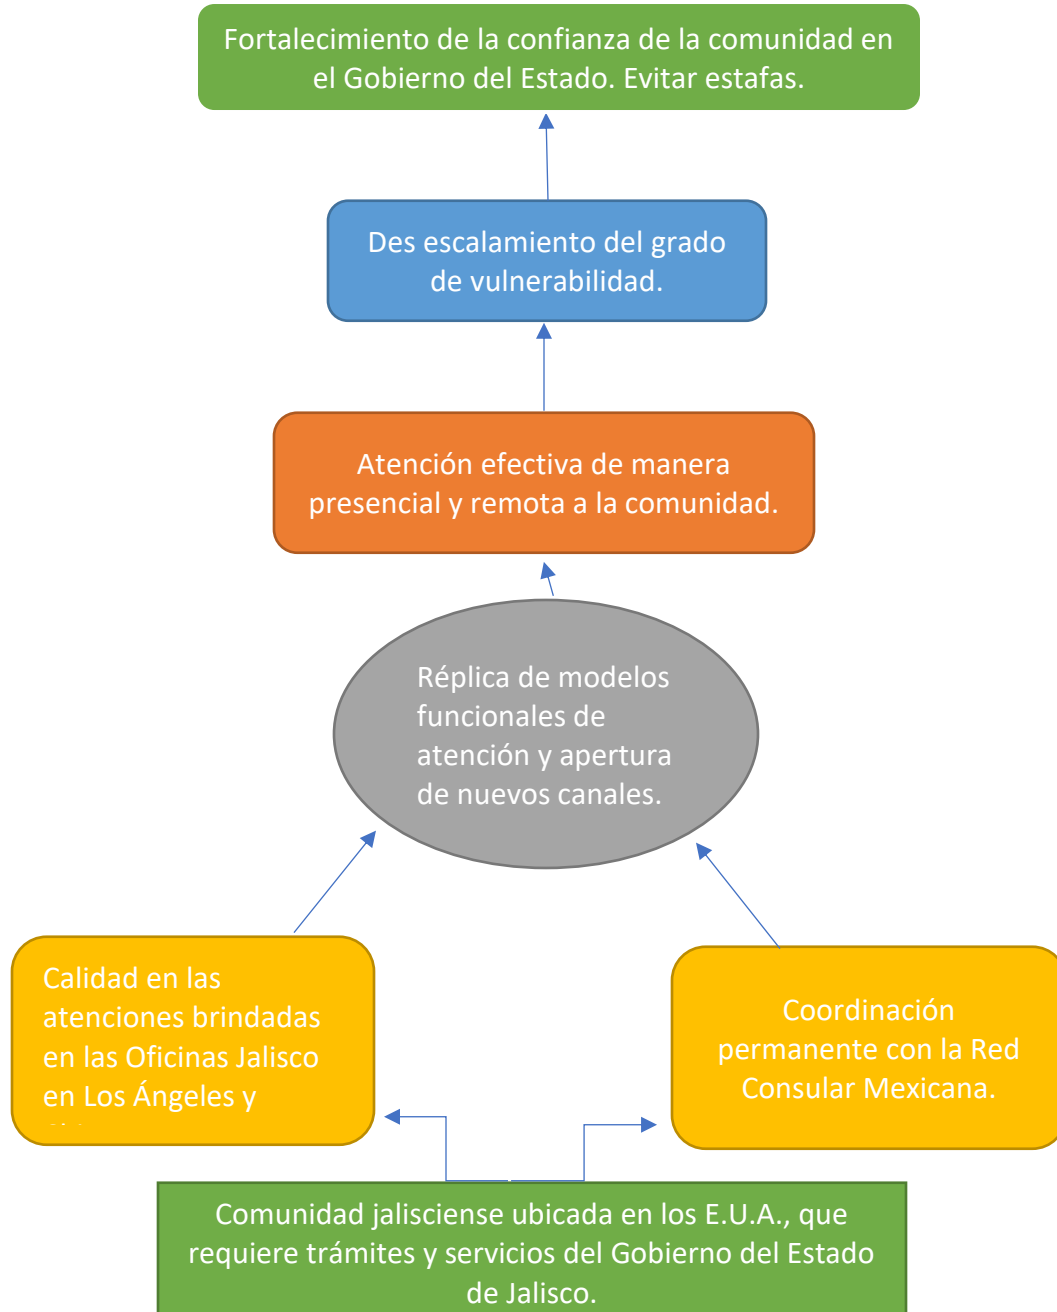 Fortalecimiento de la confianza de la comunidad en
el Gobierno del Estado. Evitar estafas.
Des escalamiento del grado
de vulnerabilidad.
Atención efectiva de manera
presencial y remota a la comunidad.
Réplica de modelos
funcionales de
atención y apertura
de nuevos canales.
Calidad en las
atenciones brindadas
en las Oficinas Jalisco
en Los Ángeles y
Coordinación
permanente con la Red
Consular Mexicana.
Comunidad jalisciense ubicada en los E.U.A., que
requiere trámites y servicios del Gobierno del Estado
de Jalisco.